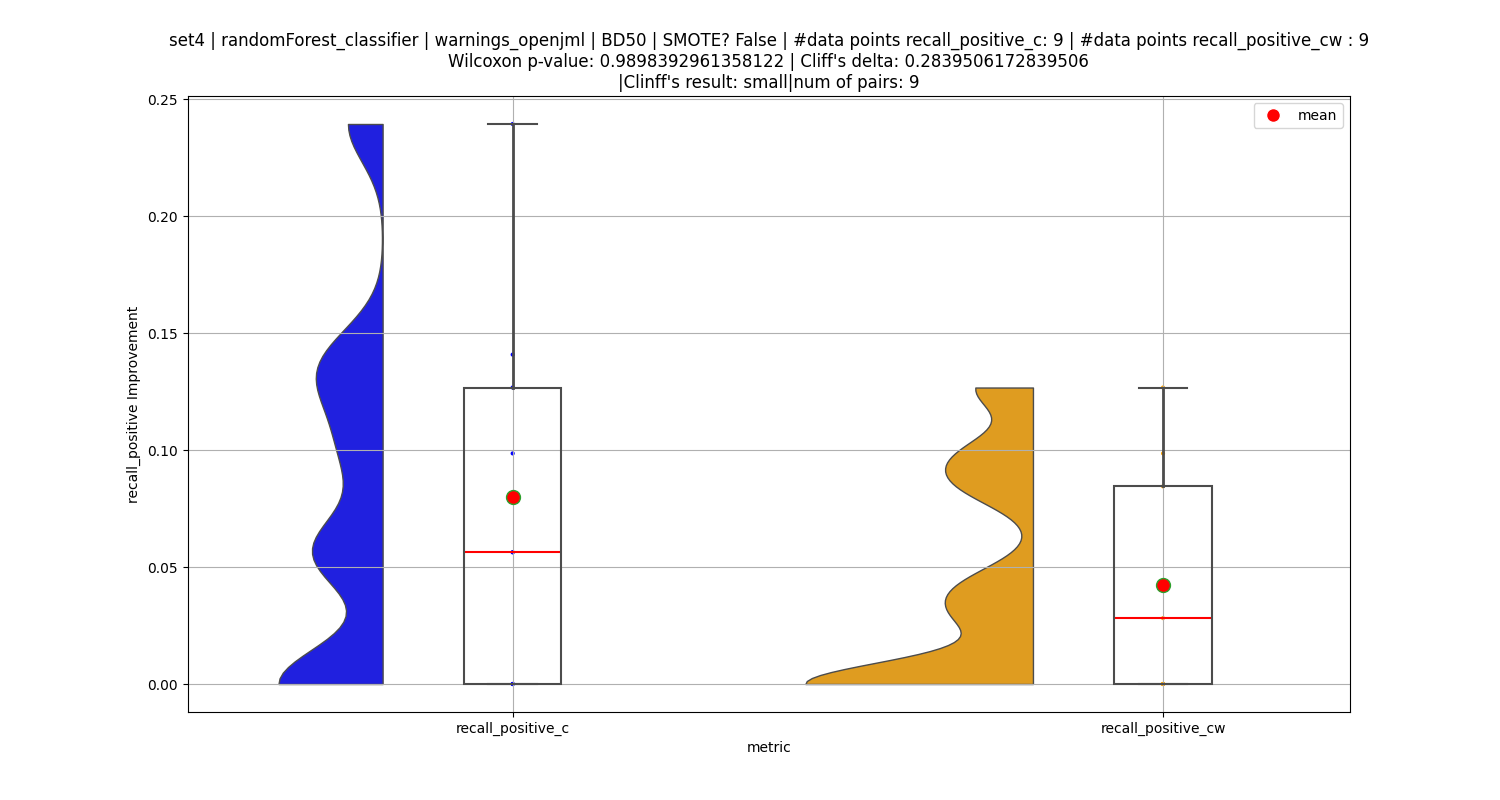 set4 | randomForest_classifier | warnings_openjml | BD50 | SMOTE? False | #data points recall_positive_c: 9 | #data points recall_positive_cw : 9
Wilcoxon p-value: 0.9898392961358122 | Cliff's delta: 0.2839506172839506
|Clinff's result: small|num of pairs: 9
mean
0.25
0.20
0.15
0.10
0.05
0.00
recall_positive Improvement
recall_positive_c
recall_positive_cw
metric